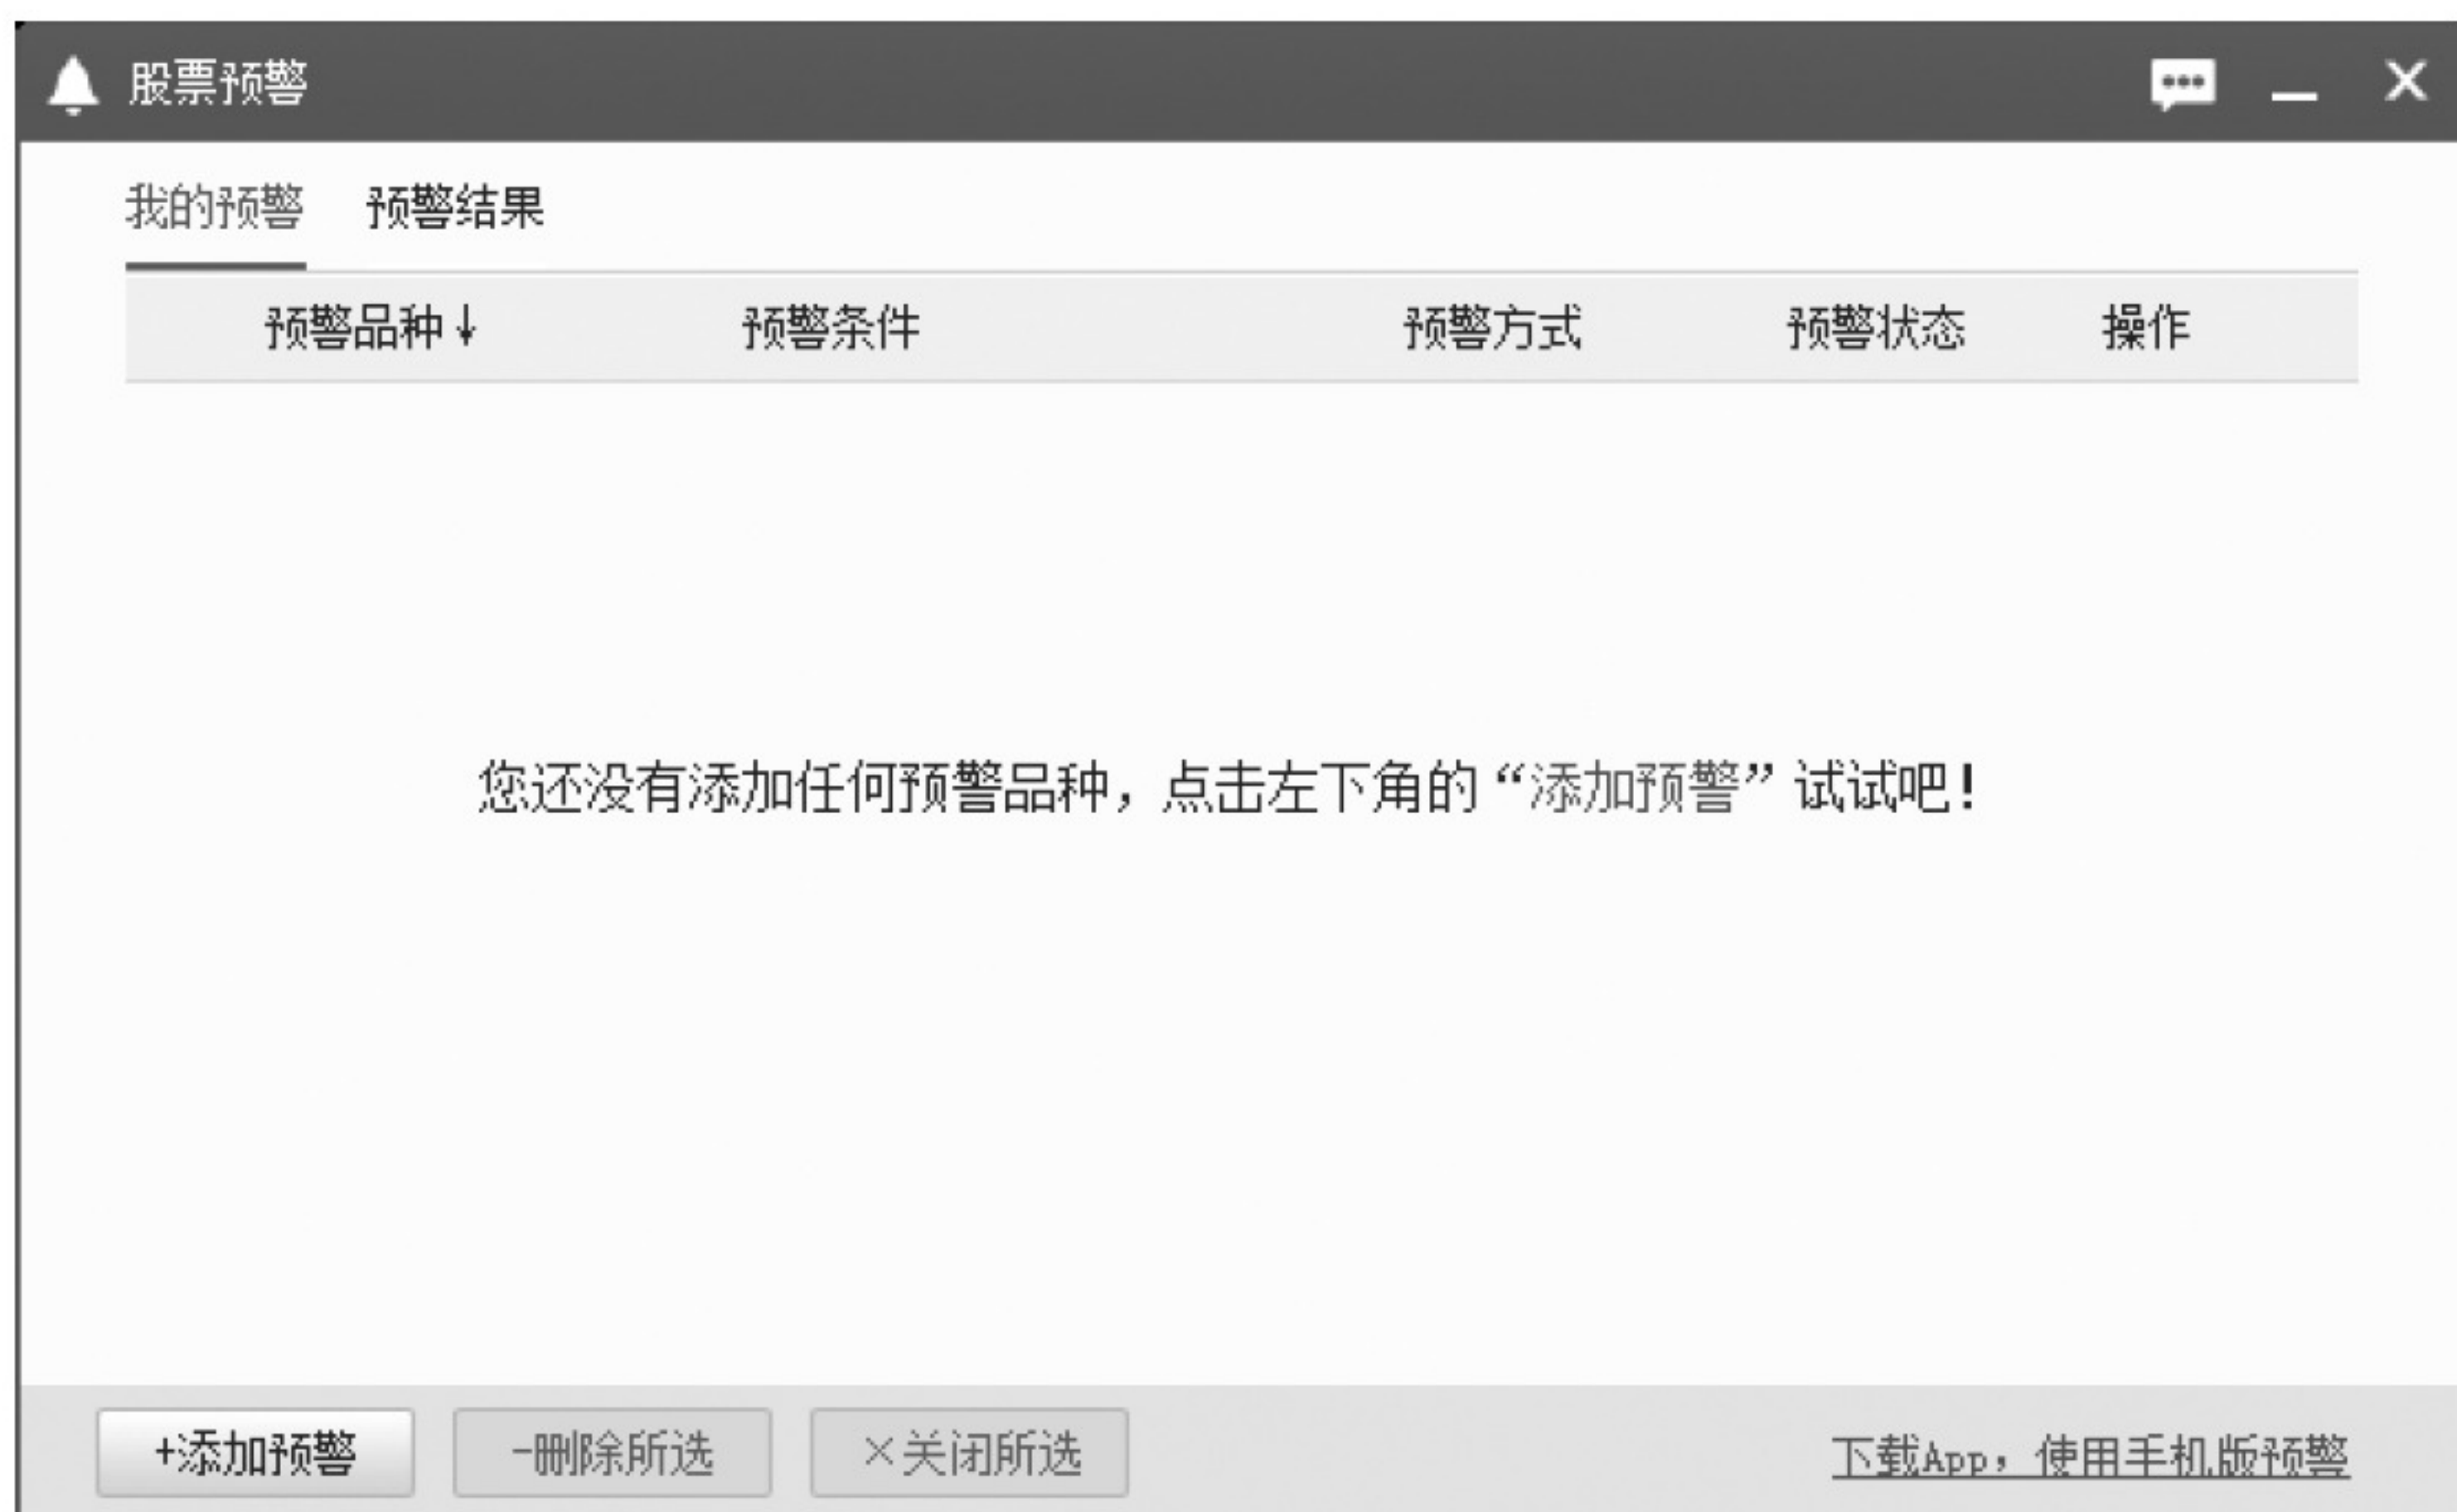 股票预警
我的预警 预警结果
预警品种↓ 预警条件 预警方式 预警状态 操作
您还没有添加任何预警品种，点击左下角的“添加预警”试试吧！
+添加预警 -删除所选 ×关闭所选 下载App，使用手机版预警